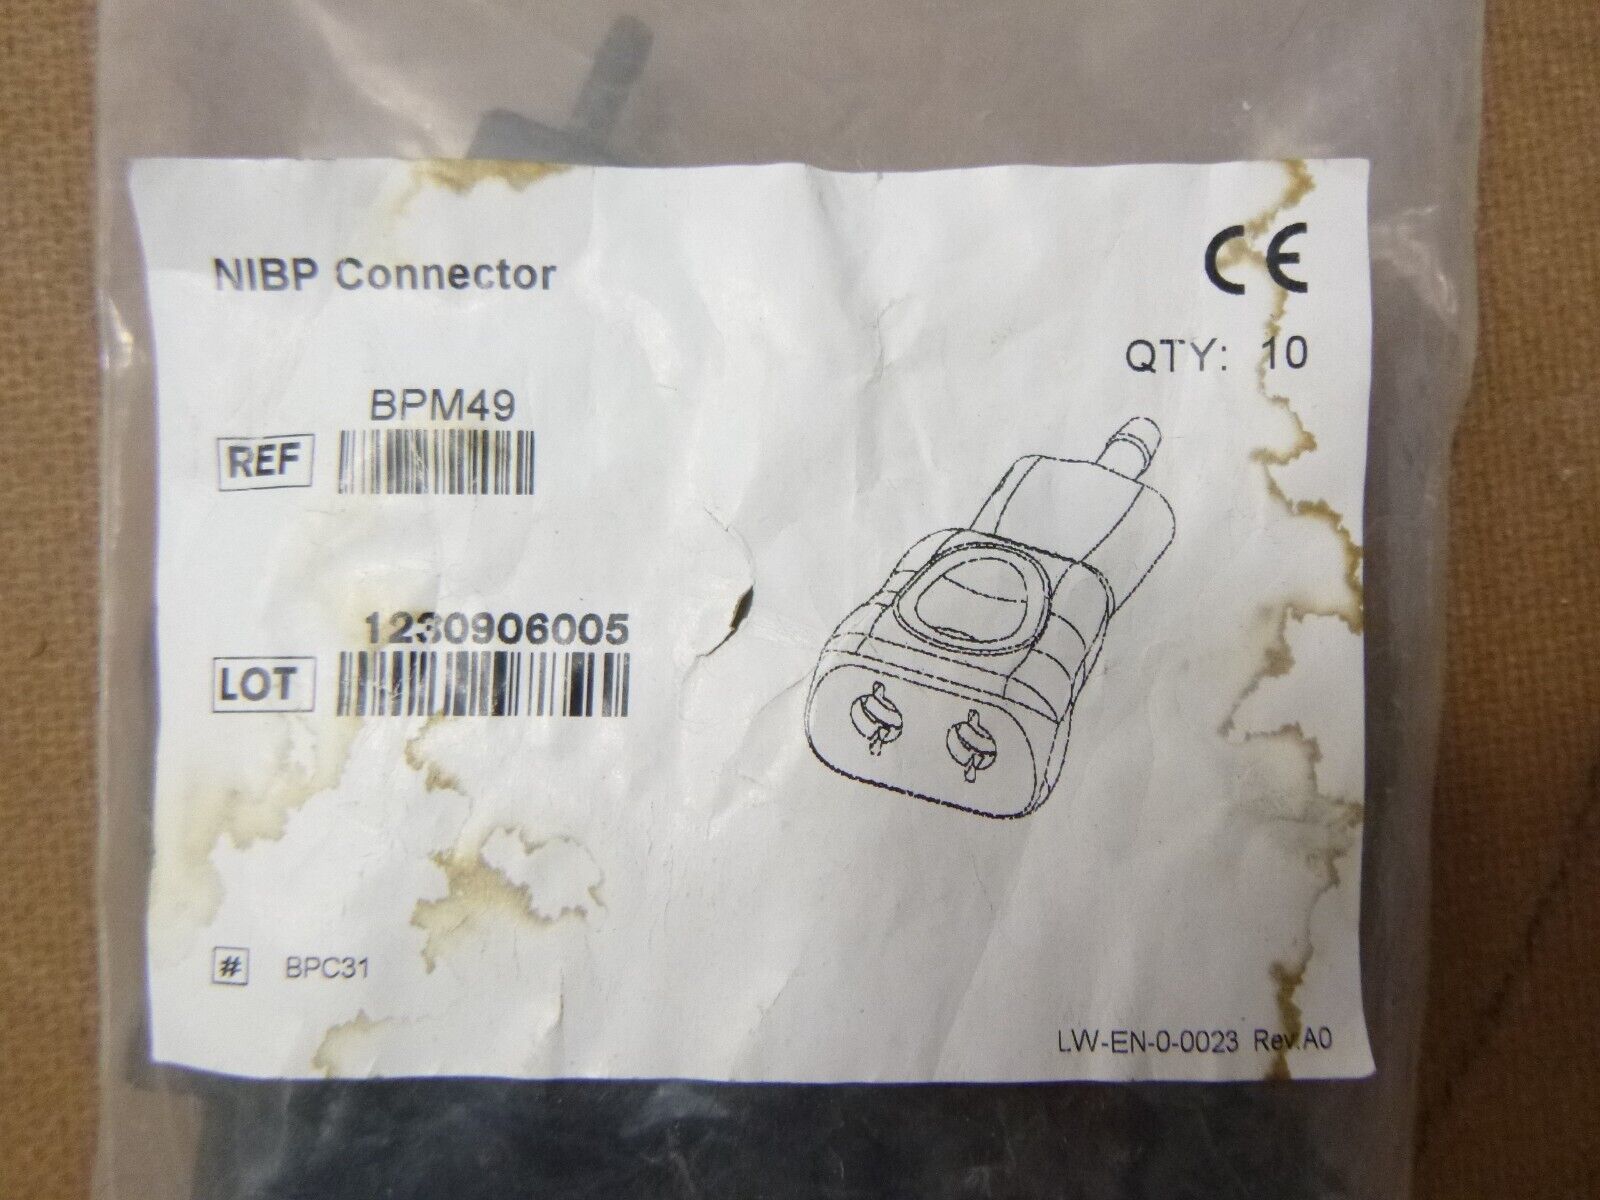 NIBP Connector
CE
QTY: 10
BPM49
REF
1230906005
LOT
# BPC31
LW-EN-0-0023 Rev.A0